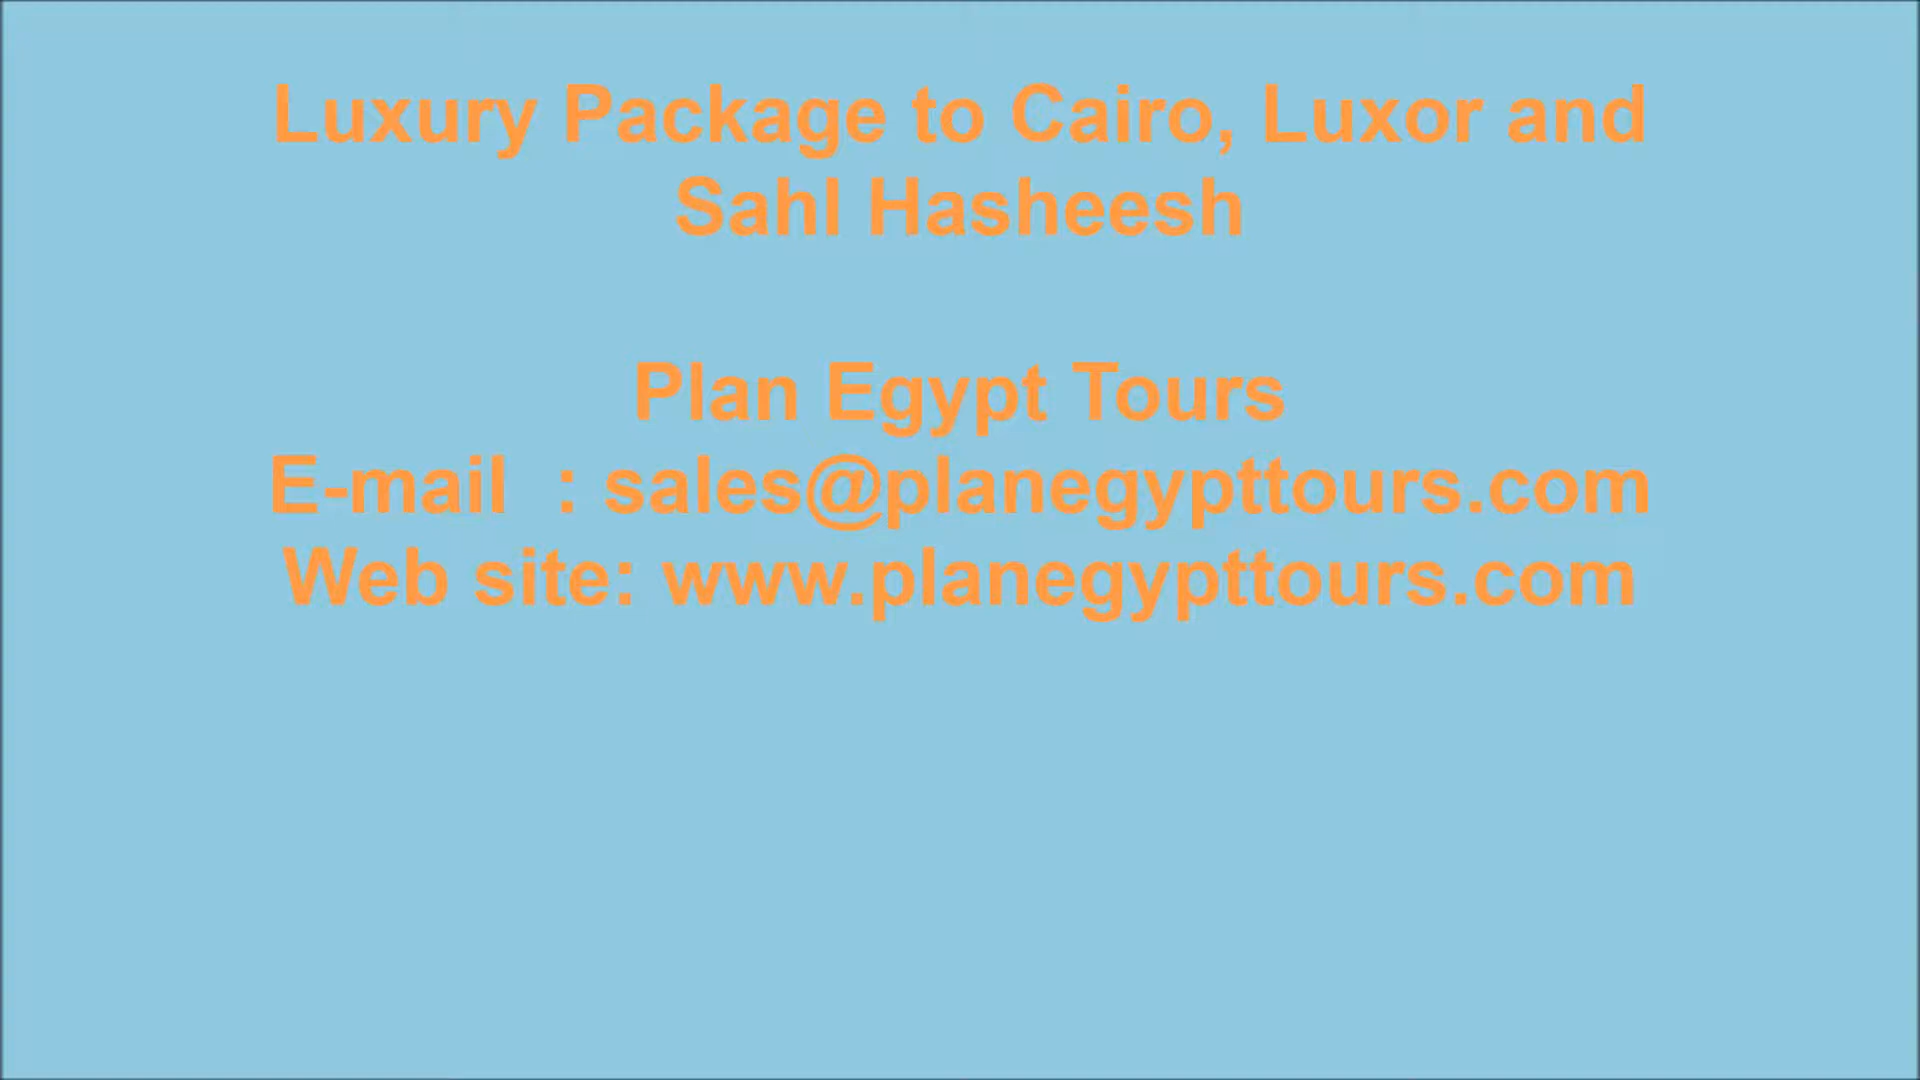 Luxury Package to Cairo, Luxor and
Sahl Hasheesh
Plan Egypt Tours
E-mail  : sales@planegypttours.com
Web site: www.planegypttours.com